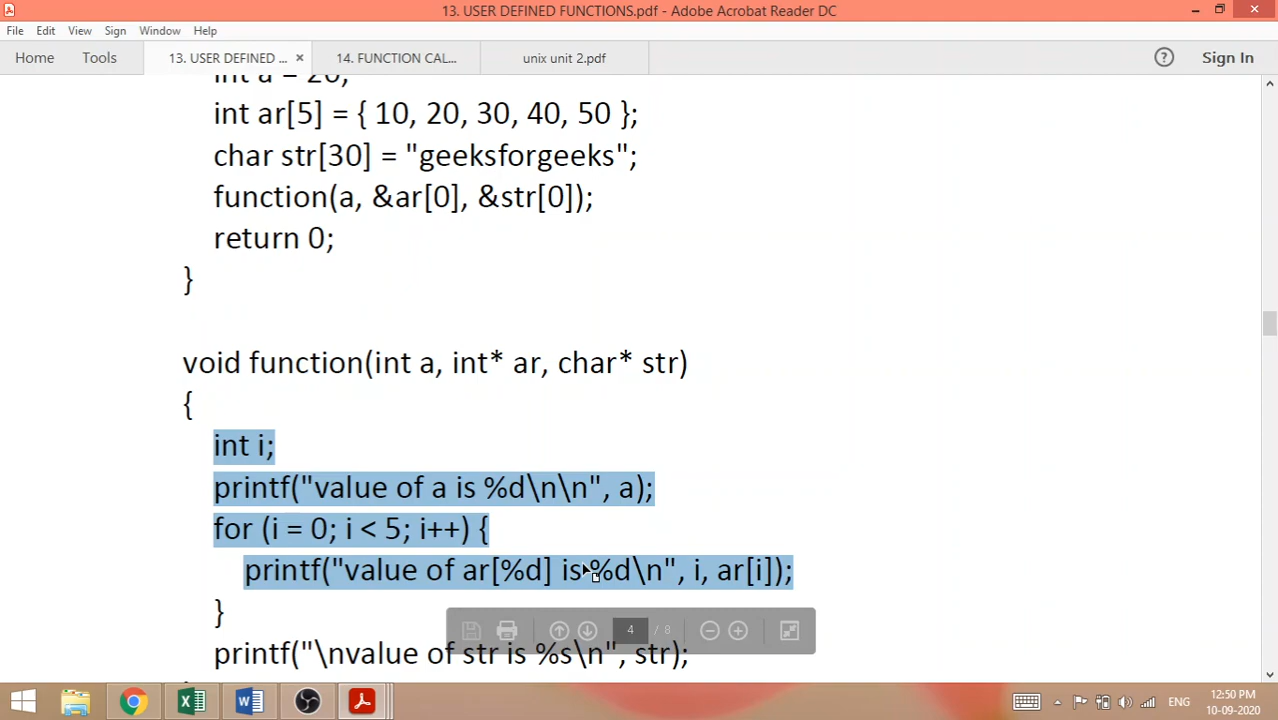 13. USER DEFINED FUNCTIONS.pdf - Adobe Acrobat Reader DC
File Edit View Sign Window Help
Home Tools 13. USER DEFINED ... × 14. FUNCTION CAL... unix unit 2.pdf ? Sign In
int a = 20;
int ar[5] = { 10, 20, 30, 40, 50 };
char str[30] = "geeksforgeeks";
function(a, &ar[0], &str[0]);
return 0;
}
void function(int a, int* ar, char* str)
{
int i;
printf("value of a is %d\n\n", a);
for (i = 0; i < 5; i++) {
printf("value of ar[%d] is %d\n", i, ar[i]);
}
4 / 8
printf("\nvalue of str is %s\n", str);
ENG
12:50 PM
10-09-2020